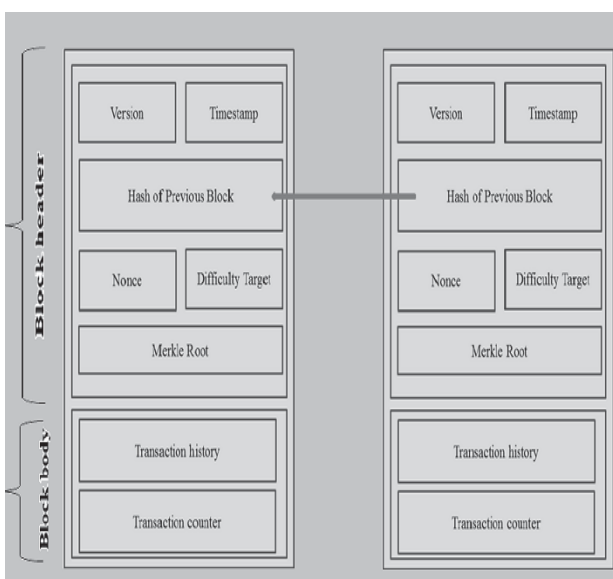 Block header
Version
Timestamp
Hash of Previous Block
Nonce
Difficulty Target
Merkle Root
Block body
Transaction history
Transaction counter
Version
Timestamp
Hash of Previous Block
Nonce
Difficulty Target
Merkle Root
Transaction history
Transaction counter